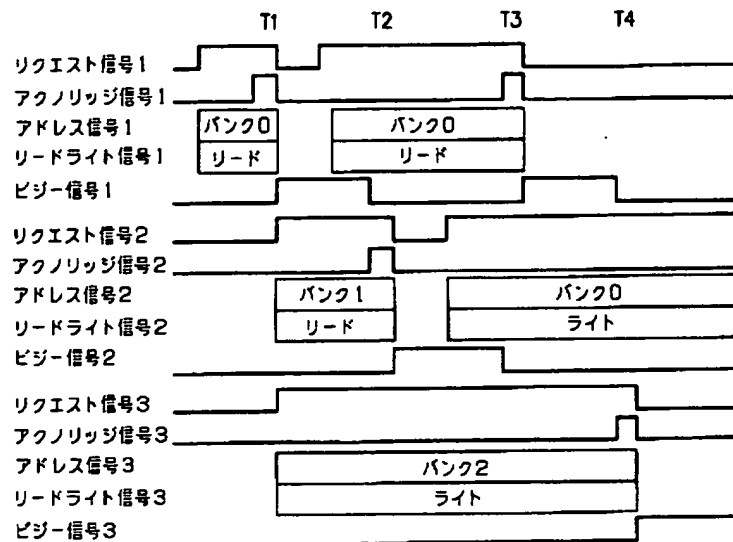 T1 T2 T3 T4
リクエスト信号1
アクノリッジ信号1
アドレス信号1 バンク0 バンク0
リードライト信号1 リード リード
ビジー信号1
リクエスト信号2
アクノリッジ信号2
アドレス信号2 バンク1 バンク0
リードライト信号2 リード ライト
ビジー信号2
リクエスト信号3
アクノリッジ信号3
アドレス信号3 バンク2
リードライト信号3 ライト
ビジー信号3